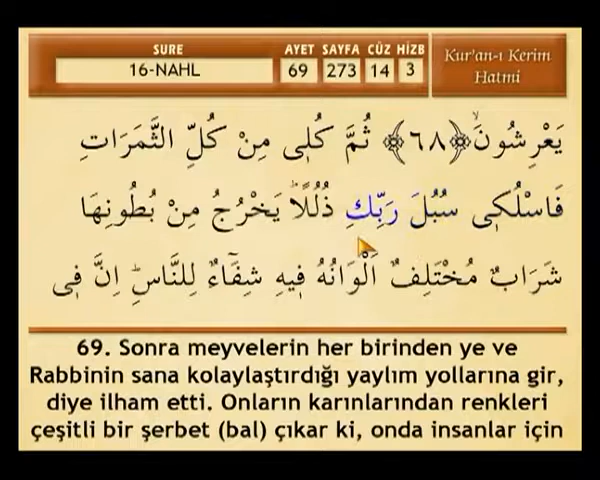 SURE AYET SAYFA CÜZ HİZB
16-NAHL 69 273 14 3
Kur'an-ı Kerim
Hatmi
يَعْرِشُونَۙ ﴿٦٨﴾ ثُمَّ كُلٖي مِنْ كُلِّ الثَّمَرَاتِ
فَاسْلُكٖي سُبُلَ رَبِّكِ ذُلُلًاؕ يَخْرُجُ مِنْ بُطُونِهَا
شَرَابٌ مُخْتَلِفٌ اَلْوَانُهُ فٖيهِ شِفَٓاءٌ لِلنَّاسِؕ اِنَّ فٖي
69. Sonra meyvelerin her birinden ye ve
Rabbinin sana kolaylaştırdığı yaylım yollarına gir,
diye ilham etti. Onların karınlarından renkleri
çeşitli bir şerbet (bal) çıkar ki, onda insanlar için